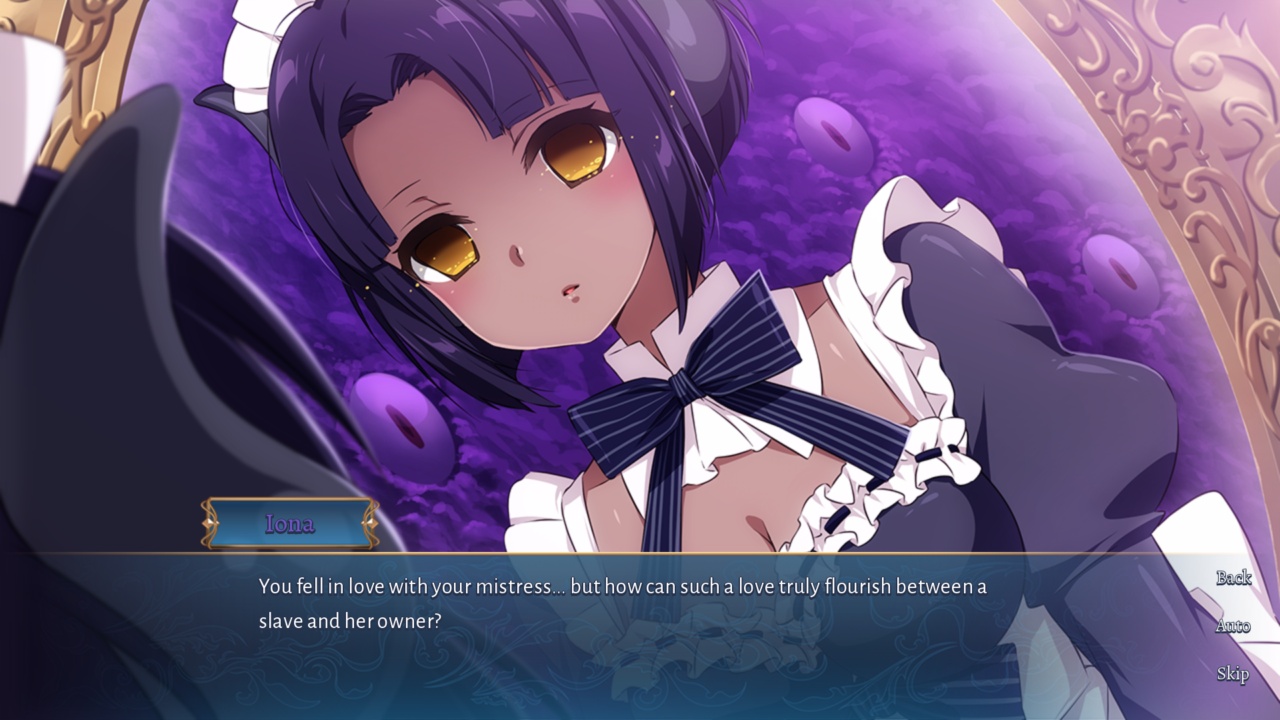 Iona
You fell in love with your mistress... but how can such a love truly flourish between a
slave and her owner?
Back
Auto
Skip